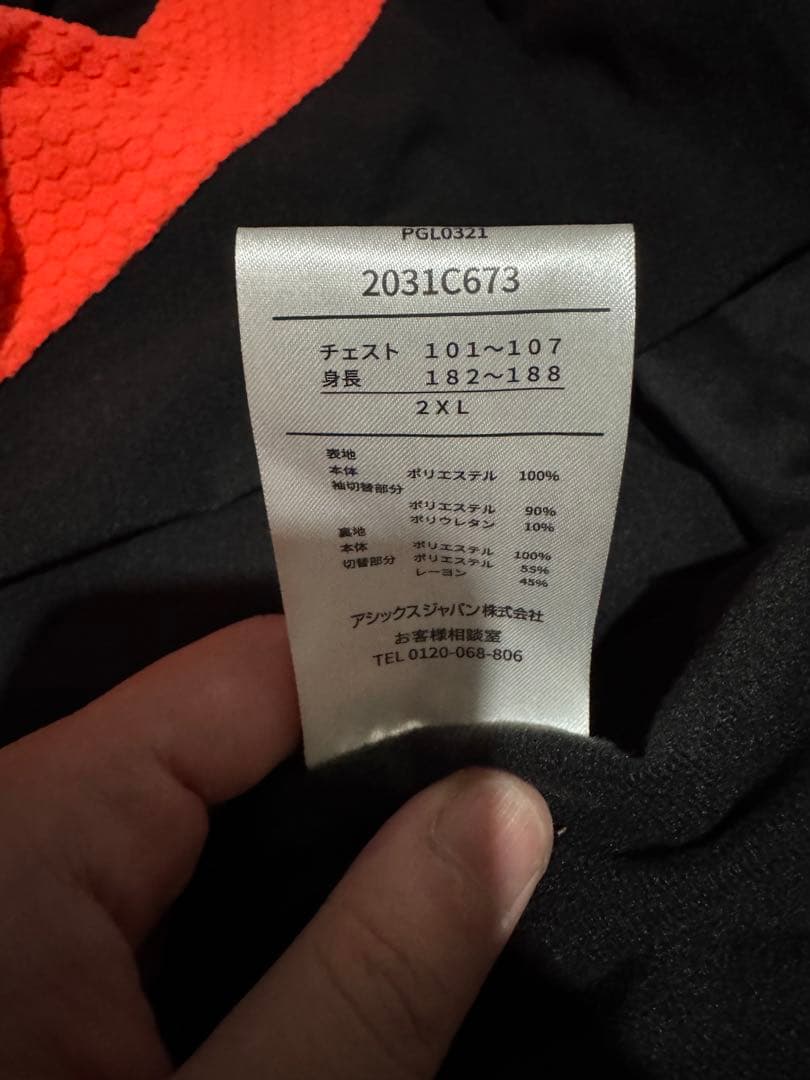 PGL0321
2031C673
チェスト 101～107
身長 182～188
2XL
表地
本体 ポリエステル 100%
袖切替部分
ポリエステル 90%
ポリウレタン 10%
裏地
本体 ポリエステル 100%
切替部分 ポリエステル 55%
レーヨン 45%
アシックスジャパン株式会社
お客様相談室
TEL 0120-068-806